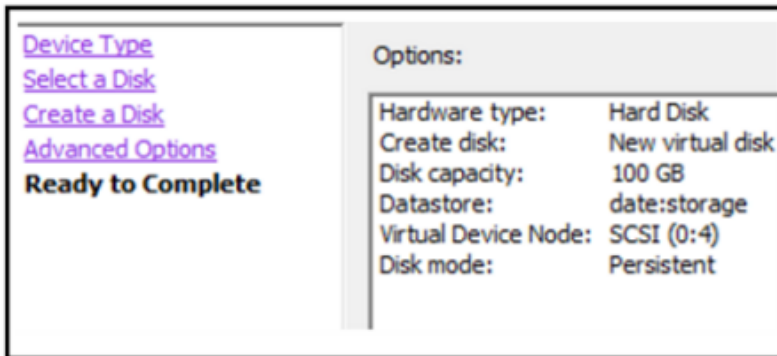 Device Type
Select a Disk
Create a Disk
Advanced Options
Ready to Complete
Options:
Hardware type: Hard Disk
Create disk: New virtual disk
Disk capacity: 100 GB
Datastore: date:storage
Virtual Device Node: SCSI (0:4)
Disk mode: Persistent